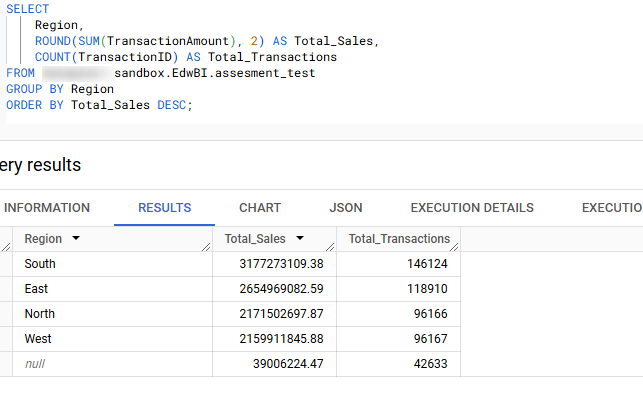 SELECT
Region,
ROUND(SUM(TransactionAmount), 2) AS Total_Sales,
COUNT(TransactionID) AS Total_Transactions
FROM sandbox.EdwBI.assesment_test
GROUP BY Region
ORDER BY Total_Sales DESC;
ery results
INFORMATION RESULTS CHART JSON EXECUTION DETAILS EXECUTIO
Region Total_Sales Total_Transactions
South 3177273109.38 146124
East 2654969082.59 118910
North 2171502697.87 96166
West 2159911845.88 96167
null 39006224.47 42633